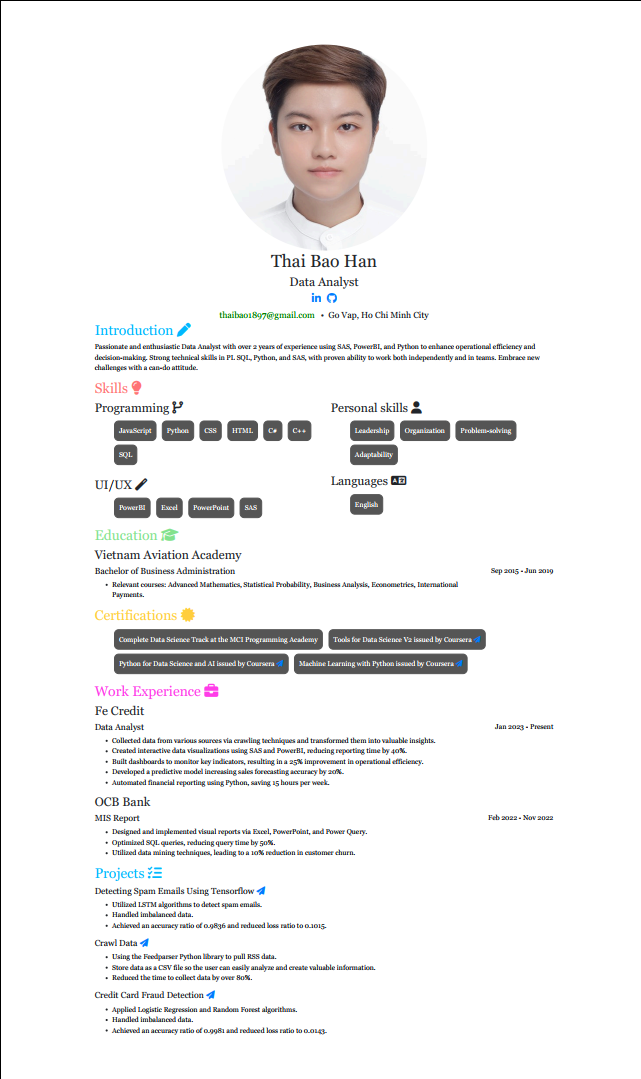 Thai Bao Han
Data Analyst
thaibao1897@gmail.com • Go Vap, Ho Chi Minh City
Introduction
Passionate and enthusiastic Data Analyst with over 2 years of experience using SAS, PowerBI, and Python to enhance operational efficiency and
decision-making. Strong technical skills in PL SQL, Python, and SAS, with proven ability to work both independently and in teams. Embrace new
challenges with a can-do attitude.
Skills
Programming
JavaScript Python CSS HTML C# C++
SQL
Personal skills
Leadership Organization Problem-solving
Adaptability
UI/UX
PowerBI Excel PowerPoint SAS
Languages
English
Education
Vietnam Aviation Academy
Bachelor of Business Administration Sep 2015 - Jun 2019
• Relevant courses: Advanced Mathematics, Statistical Probability, Business Analysis, Econometrics, International
Payments.
Certifications
Complete Data Science Track at the MCI Programming Academy Tools for Data Science V2 issued by Coursera
Python for Data Science and AI issued by Coursera Machine Learning with Python issued by Coursera
Work Experience
Fe Credit
Data Analyst Jan 2023 - Present
• Collected data from various sources via crawling techniques and transformed them into valuable insights.
• Created interactive data visualizations using SAS and PowerBI, reducing reporting time by 40%.
• Built dashboards to monitor key indicators, resulting in a 25% improvement in operational efficiency.
• Developed a predictive model increasing sales forecasting accuracy by 20%.
• Automated financial reporting using Python, saving 15 hours per week.
OCB Bank
MIS Report Feb 2022 - Nov 2022
• Designed and implemented visual reports via Excel, PowerPoint, and Power Query.
• Optimized SQL queries, reducing query time by 50%.
• Utilized data mining techniques, leading to a 10% reduction in customer churn.
Projects
Detecting Spam Emails Using Tensorflow
• Utilized LSTM algorithms to detect spam emails.
• Handled imbalanced data.
• Achieved an accuracy ratio of 0.9836 and reduced loss ratio to 0.1015.
Crawl Data
• Using the Feedparser Python library to pull RSS data.
• Store data as a CSV file so the user can easily analyze and create valuable information.
• Reduced the time to collect data by over 80%.
Credit Card Fraud Detection
• Applied Logistic Regression and Random Forest algorithms.
• Handled imbalanced data.
• Achieved an accuracy ratio of 0.9981 and reduced loss ratio to 0.0143.